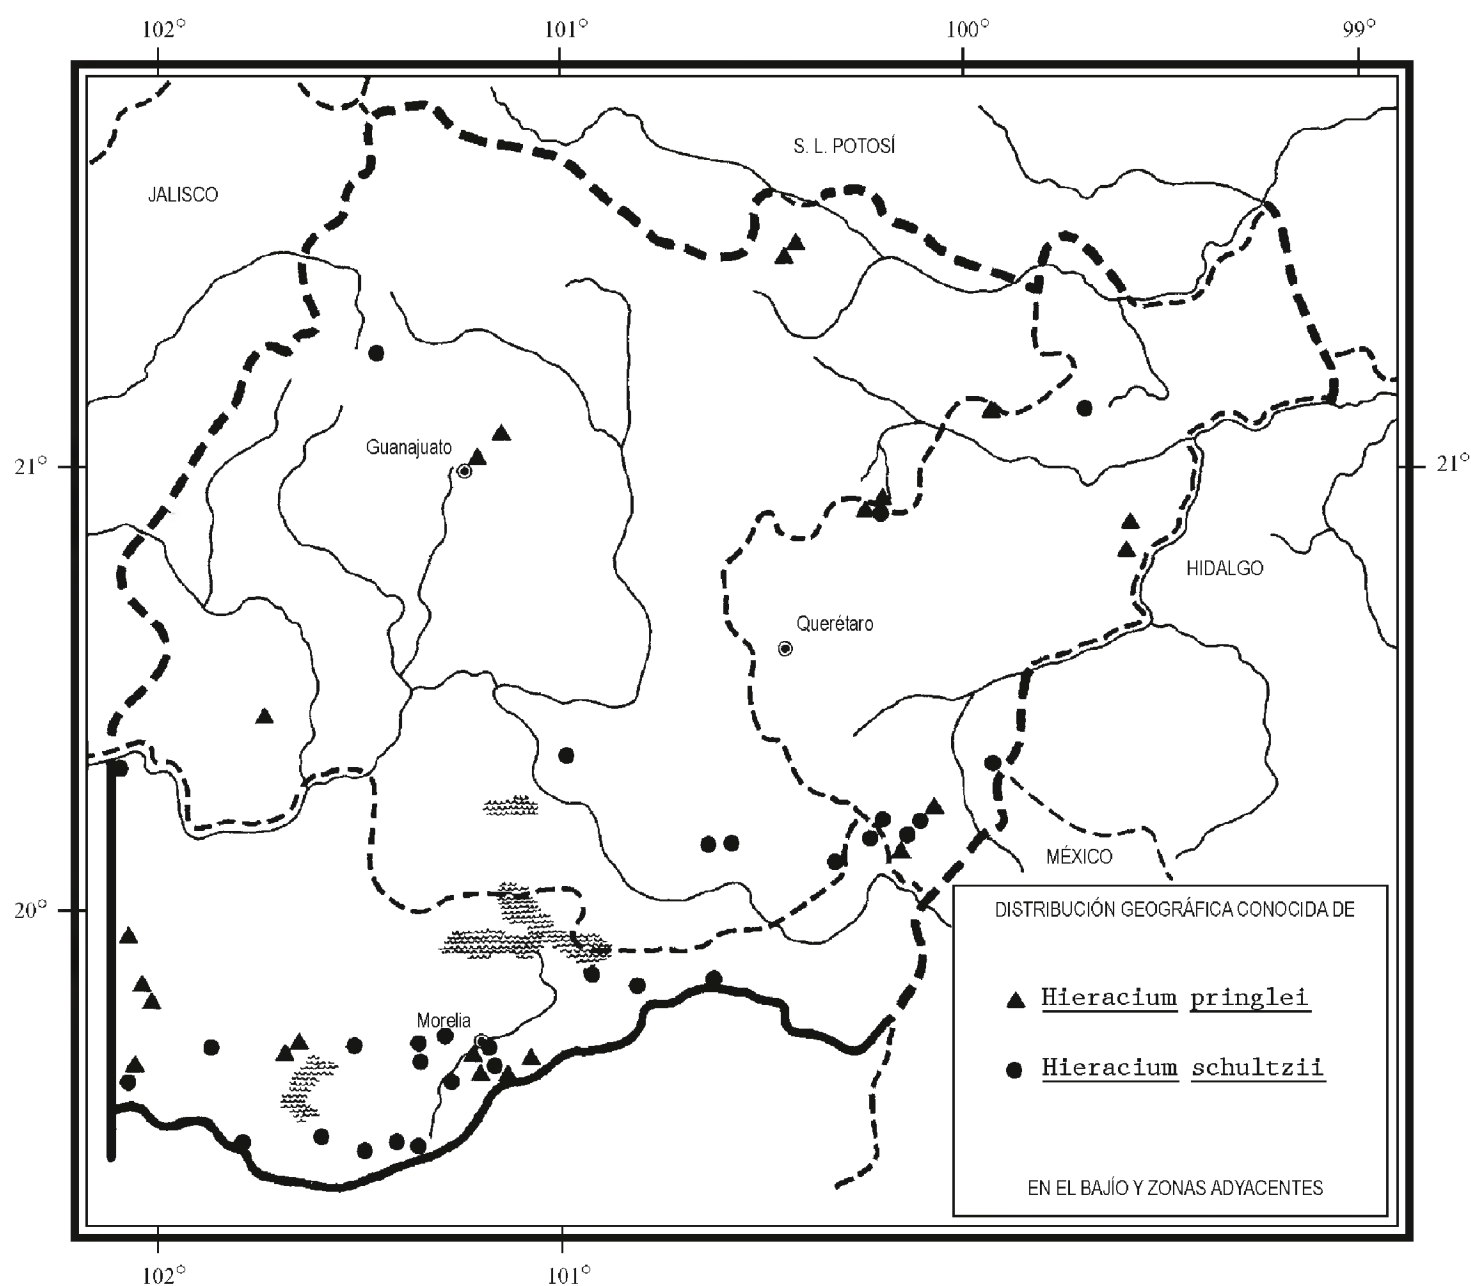 102° 101° 100° 99°
S. L. POTOSÍ
JALISCO
Guanajuato
21° 21°
HIDALGO
Querétaro
MÉXICO
20°
DISTRIBUCIÓN GEOGRÁFICA CONOCIDA DE
Hieracium pringlei
Morelia
Hieracium schultzii
EN EL BAJÍO Y ZONAS ADYACENTES
102° 101°